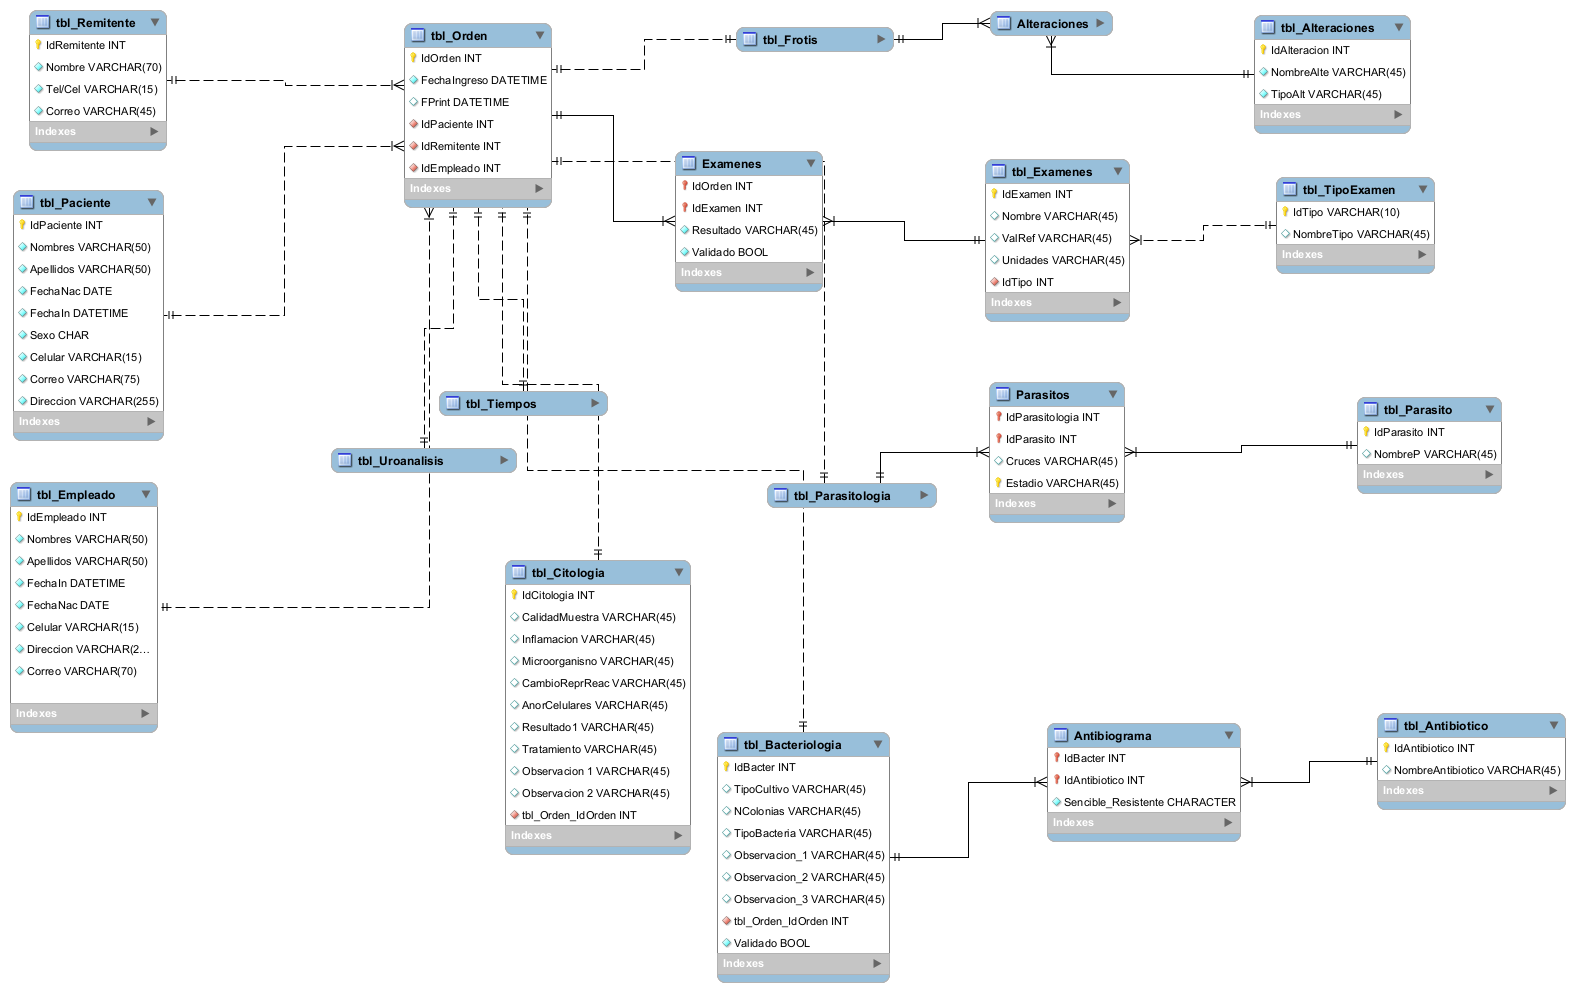 tbl_Remitente
IdRemitente INT
Nombre VARCHAR(70)
Tel/Cel VARCHAR(15)
Correo VARCHAR(45)
Indexes
tbl_Paciente
IdPaciente INT
Nombres VARCHAR(50)
Apellidos VARCHAR(50)
FechaNac DATE
FechaIn DATETIME
Sexo CHAR
Celular VARCHAR(15)
Correo VARCHAR(75)
Direccion VARCHAR(255)
Indexes
tbl_Empleado
IdEmpleado INT
Nombres VARCHAR(50)
Apellidos VARCHAR(50)
FechaIn DATETIME
FechaNac DATE
Celular VARCHAR(15)
Direccion VARCHAR(2...
Correo VARCHAR(70)
Indexes
tbl_Orden
IdOrden INT
FechaIngreso DATETIME
FPrint DATETIME
IdPaciente INT
IdRemitente INT
IdEmpleado INT
Indexes
tbl_Tiempos
tbl_Uroanalisis
tbl_Citologia
IdCitologia INT
CalidadMuestra VARCHAR(45)
Inflamacion VARCHAR(45)
Microorganisno VARCHAR(45)
CambioReprReac VARCHAR(45)
AnorCelulares VARCHAR(45)
Resultado1 VARCHAR(45)
Tratamiento VARCHAR(45)
Observacion 1 VARCHAR(45)
Observacion 2 VARCHAR(45)
tbl_Orden_IdOrden INT
Indexes
tbl_Frotis
Alteraciones
tbl_Alteraciones
IdAlteracion INT
NombreAlte VARCHAR(45)
TipoAlt VARCHAR(45)
Indexes
Examenes
IdOrden INT
IdExamen INT
Resultado VARCHAR(45)
Validado BOOL
Indexes
tbl_Examenes
IdExamen INT
Nombre VARCHAR(45)
ValRef VARCHAR(45)
Unidades VARCHAR(45)
IdTipo INT
Indexes
tbl_TipoExamen
IdTipo VARCHAR(10)
NombreTipo VARCHAR(45)
Indexes
tbl_Parasitologia
Parasitos
IdParasitologia INT
IdParasito INT
Cruces VARCHAR(45)
Estadio VARCHAR(45)
Indexes
tbl_Parasito
IdParasito INT
NombreP VARCHAR(45)
Indexes
tbl_Bacteriologia
IdBacter INT
TipoCultivo VARCHAR(45)
NColonias VARCHAR(45)
TipoBacteria VARCHAR(45)
Observacion_1 VARCHAR(45)
Observacion_2 VARCHAR(45)
Observacion_3 VARCHAR(45)
tbl_Orden_IdOrden INT
Validado BOOL
Indexes
Antibiograma
IdBacter INT
IdAntibiotico INT
Sencible_Resistente CHARACTER
Indexes
tbl_Antibiotico
IdAntibiotico INT
NombreAntibiotico VARCHAR(45)
Indexes